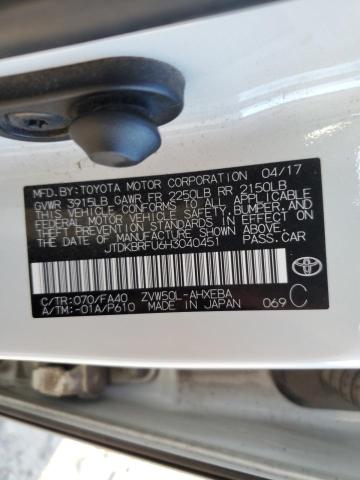 MFD.BY:TOYOTA MOTOR CORPORATION 04/17
GVWR 3915LB GAWR FR 2250LB RR 2150LB
THIS VEHICLE CONFORMS TO ALL APPLICABLE
FEDERAL MOTOR VEHICLE SAFETY, BUMPER, AND
THEFT PREVENTION STANDARDS IN EFFECT ON
THE DATE OF MANUFACTURE SHOWN ABOVE.
JTDKBRFU6H3040451 PASS.CAR
C/TR:070/FA40 ZVW50L-AHXEBA
A/TM:-01A/P610 MADE IN JAPAN 069 C